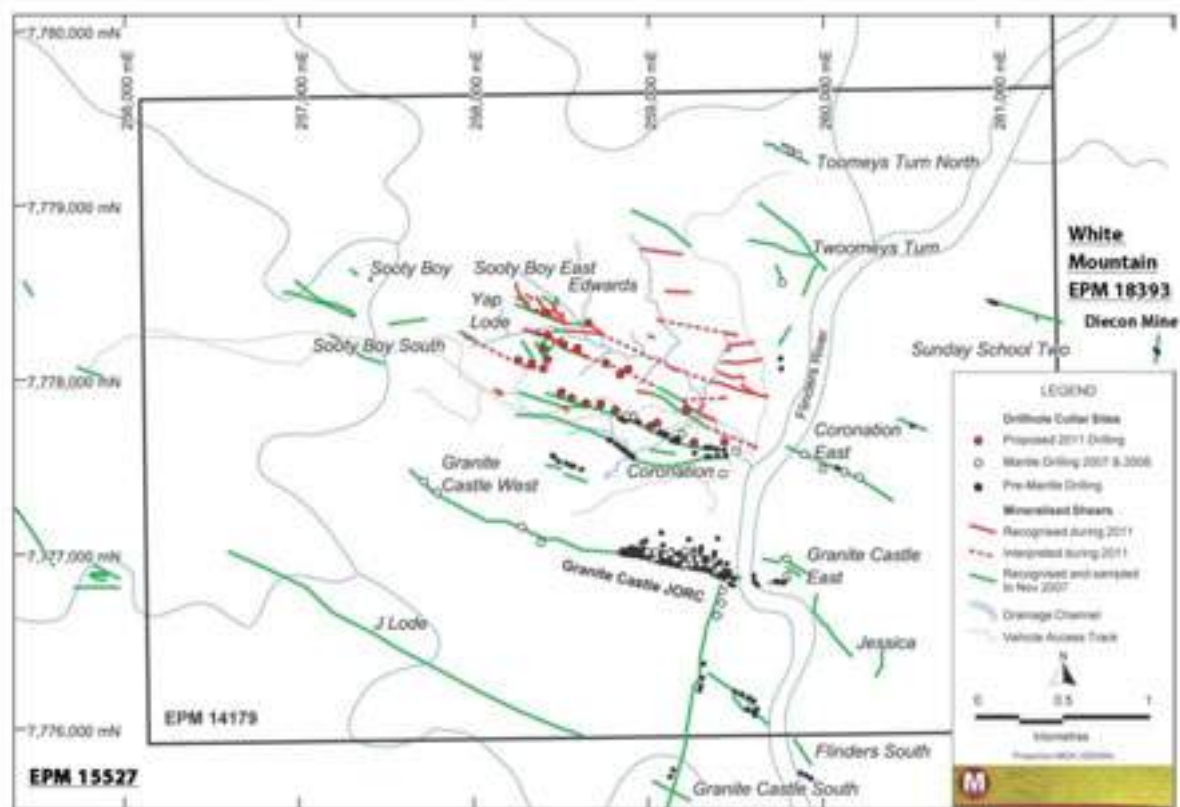 7,780,000 mN
256,000 mE
257,000 mE
258,000 mE
259,000 mE
260,000 mE
261,000 mE
Toomeys Turn North
7,779,000 mN
Twoomeys Turn
White
Mountain
EPM 18393
Sooty Boy
Sooty Boy East
Edwards
Yap
Lode
Diecon Mine
Sooty Boy South
Sunday School Two
7,778,000 mN
Flinders River
Coronation
East
Coronation
Granite
Castle West
7,777,000 mN
Granite Castle JORC
Granite Castle
East
J Lode
Jessica
EPM 14179
7,776,000 mN
Flinders South
EPM 15527
Granite Castle South
LEGEND
Drillhole Collar Sites
Proposed 2011 Drilling
Mantle Drilling 2007 & 2008
Pre-Mantle Drilling
Mineralised Shears
Recognised during 2011
Interpreted during 2011
Recognised and sampled
to Nov 2007
Drainage Channel
Vehicle Access Track
N
0 0.5 1
kilometres
M